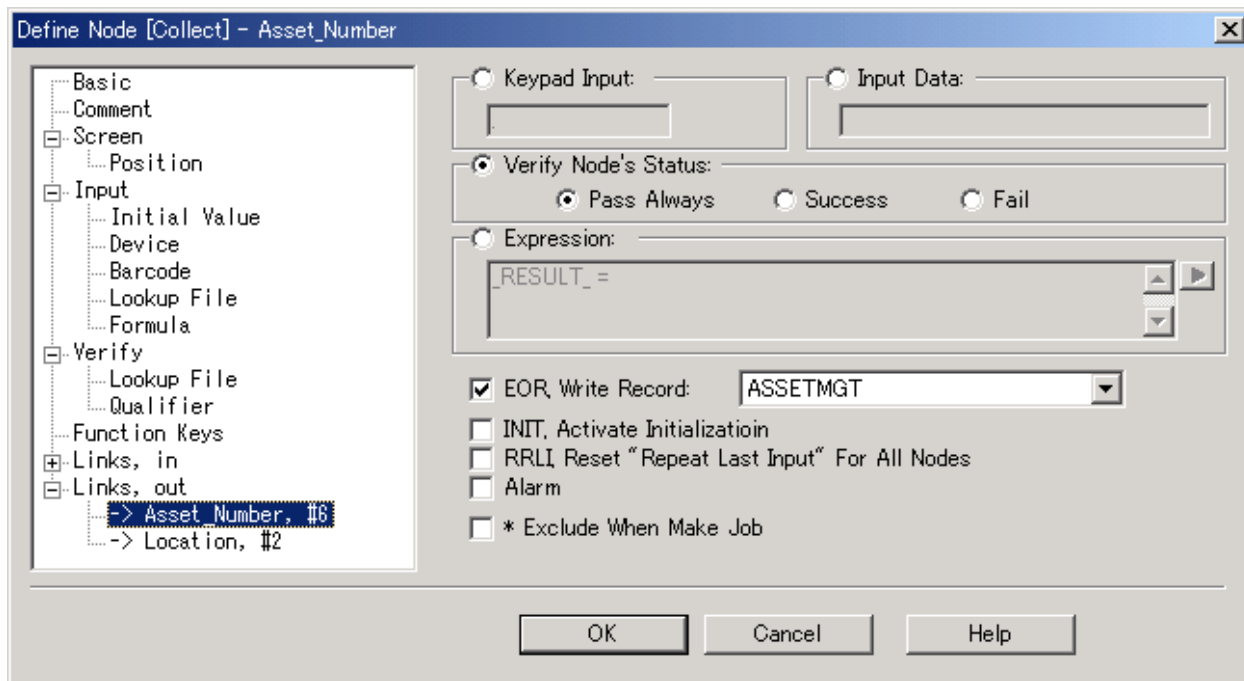 Define Node [Collect] - Asset_Number
Basic
Comment
Screen
Position
Input
Initial Value
Device
Barcode
Lookup File
Formula
Verify
Lookup File
Qualifier
Function Keys
Links, in
Links, out
-> Asset_Number, #6
-> Location, #2
Keypad Input:
.
Input Data:
Verify Node's Status:
Pass Always Success Fail
Expression:
_RESULT_ =
EOR, Write Record: ASSETMGT
INIT, Activate Initializatioin
RRLI, Reset "Repeat Last Input" For All Nodes
Alarm
* Exclude When Make Job
OK Cancel Help